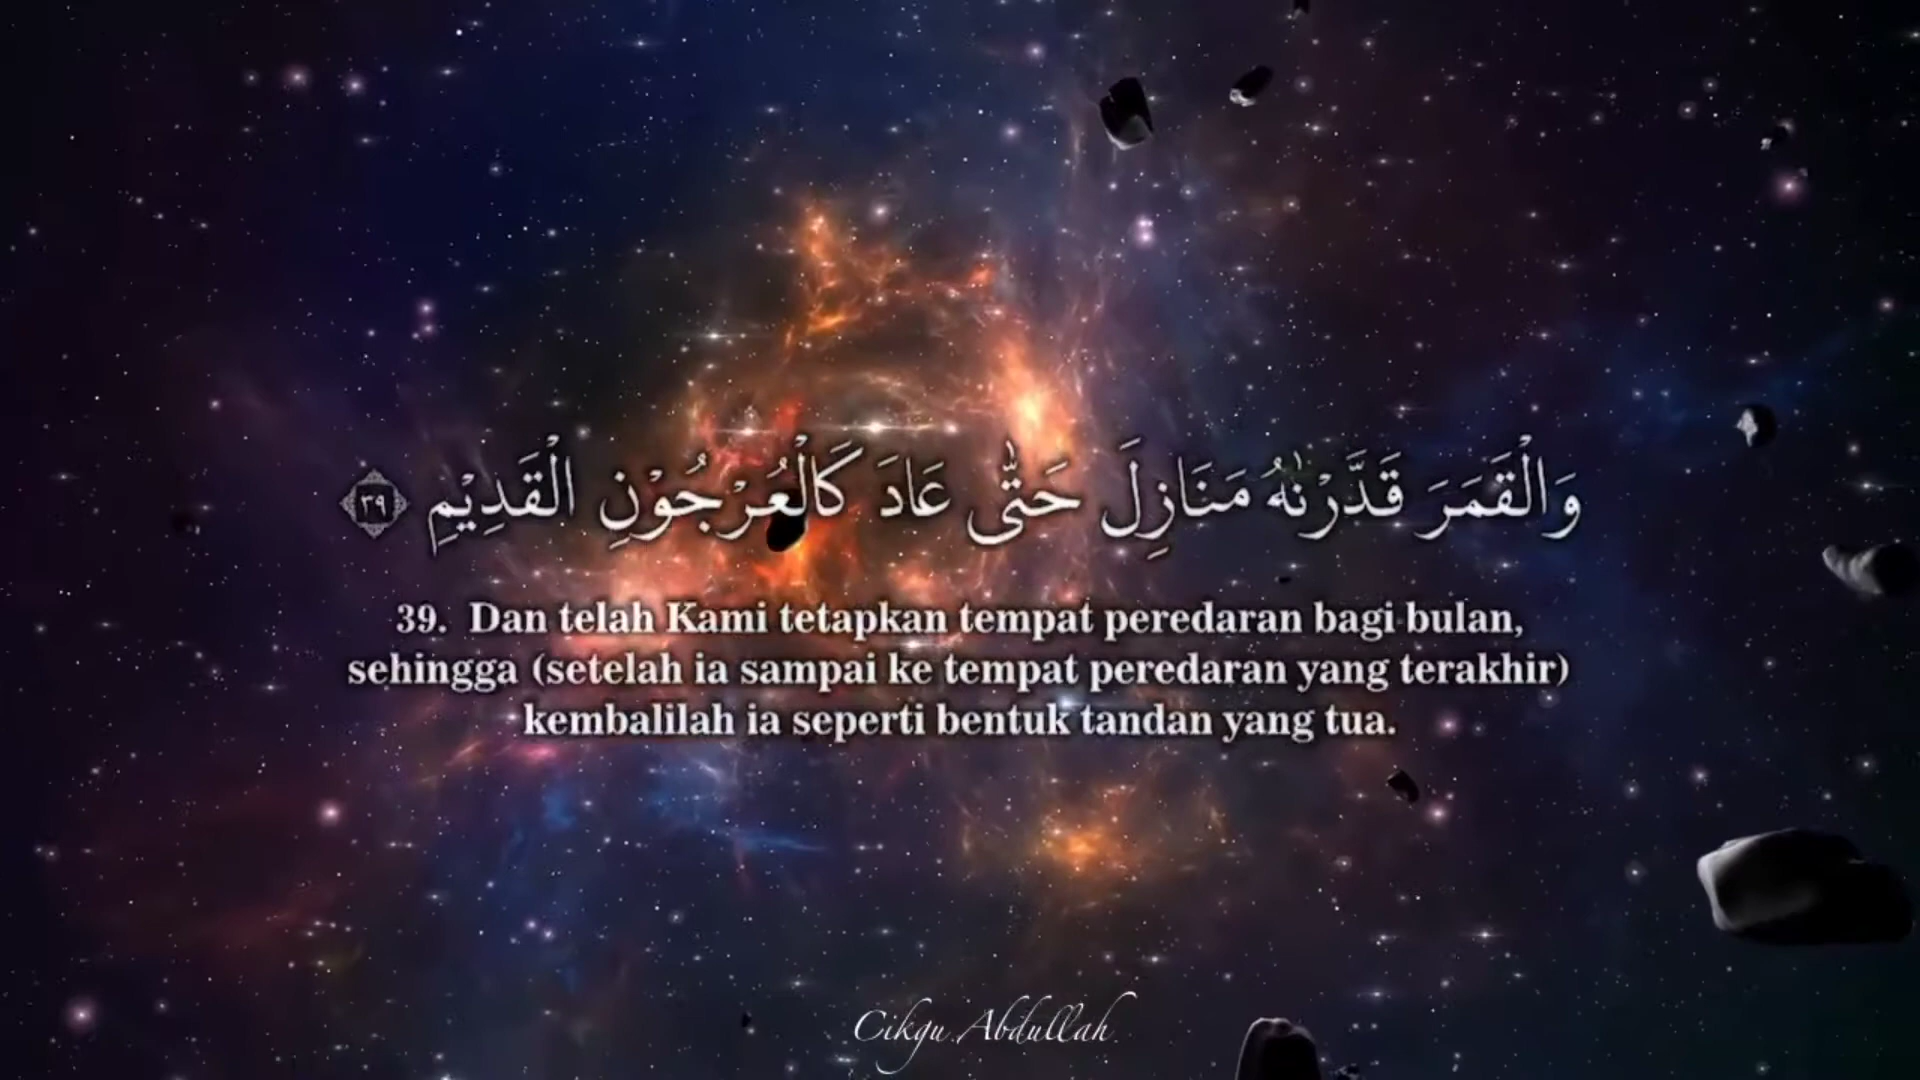 وَالْقَمَرَ قَدَّرْنٰهُ مَنَازِلَ حَتّٰى عَادَ كَالْعُرْجُوْنِ الْقَدِيْمِ ٣٩
39. Dan telah Kami tetapkan tempat peredaran bagi bulan,
sehingga (setelah ia sampai ke tempat peredaran yang terakhir)
kembalilah ia seperti bentuk tandan yang tua.
Cikgu Abdullah